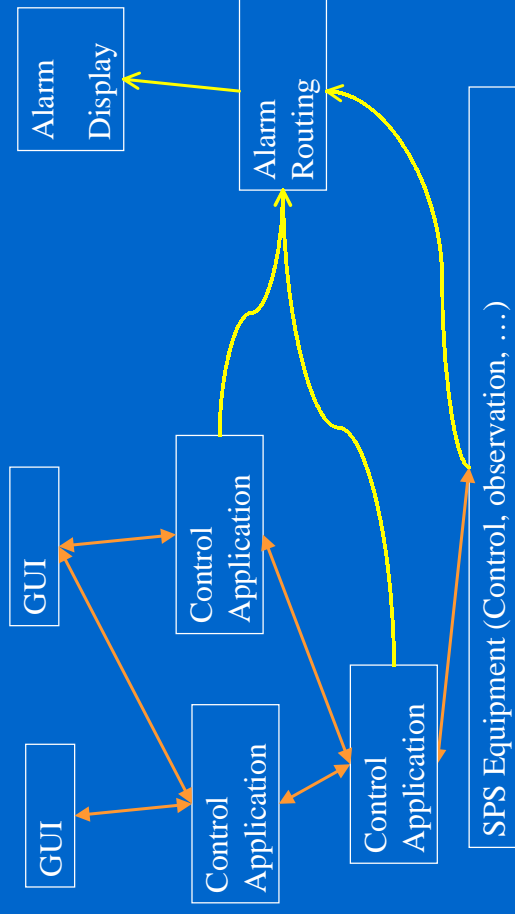 GUI
GUI
Alarm
Display
Control
Application
Control
Application
Alarm
Routing
Control
Application
SPS Equipment (Control, observation, …)